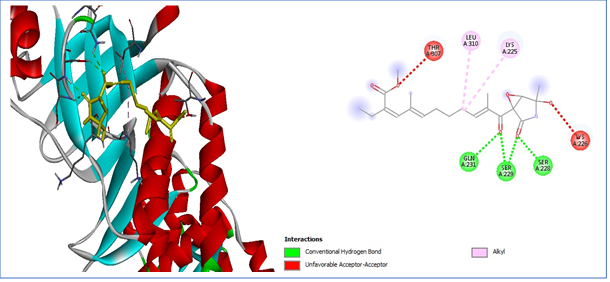 LEU
A:310
LYS
A:225
THR
A:307
LYS
A:226
GLN
A:231
SER
A:229
SER
A:228
Interactions
Conventional Hydrogen Bond
Unfavorable Acceptor-Acceptor
Alkyl